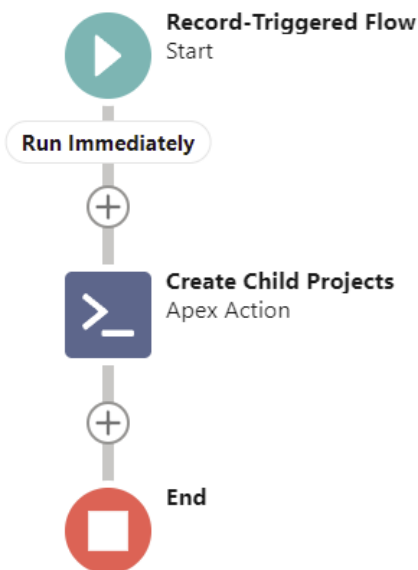 Record-Triggered Flow
Start
Run Immediately
Create Child Projects
Apex Action
End